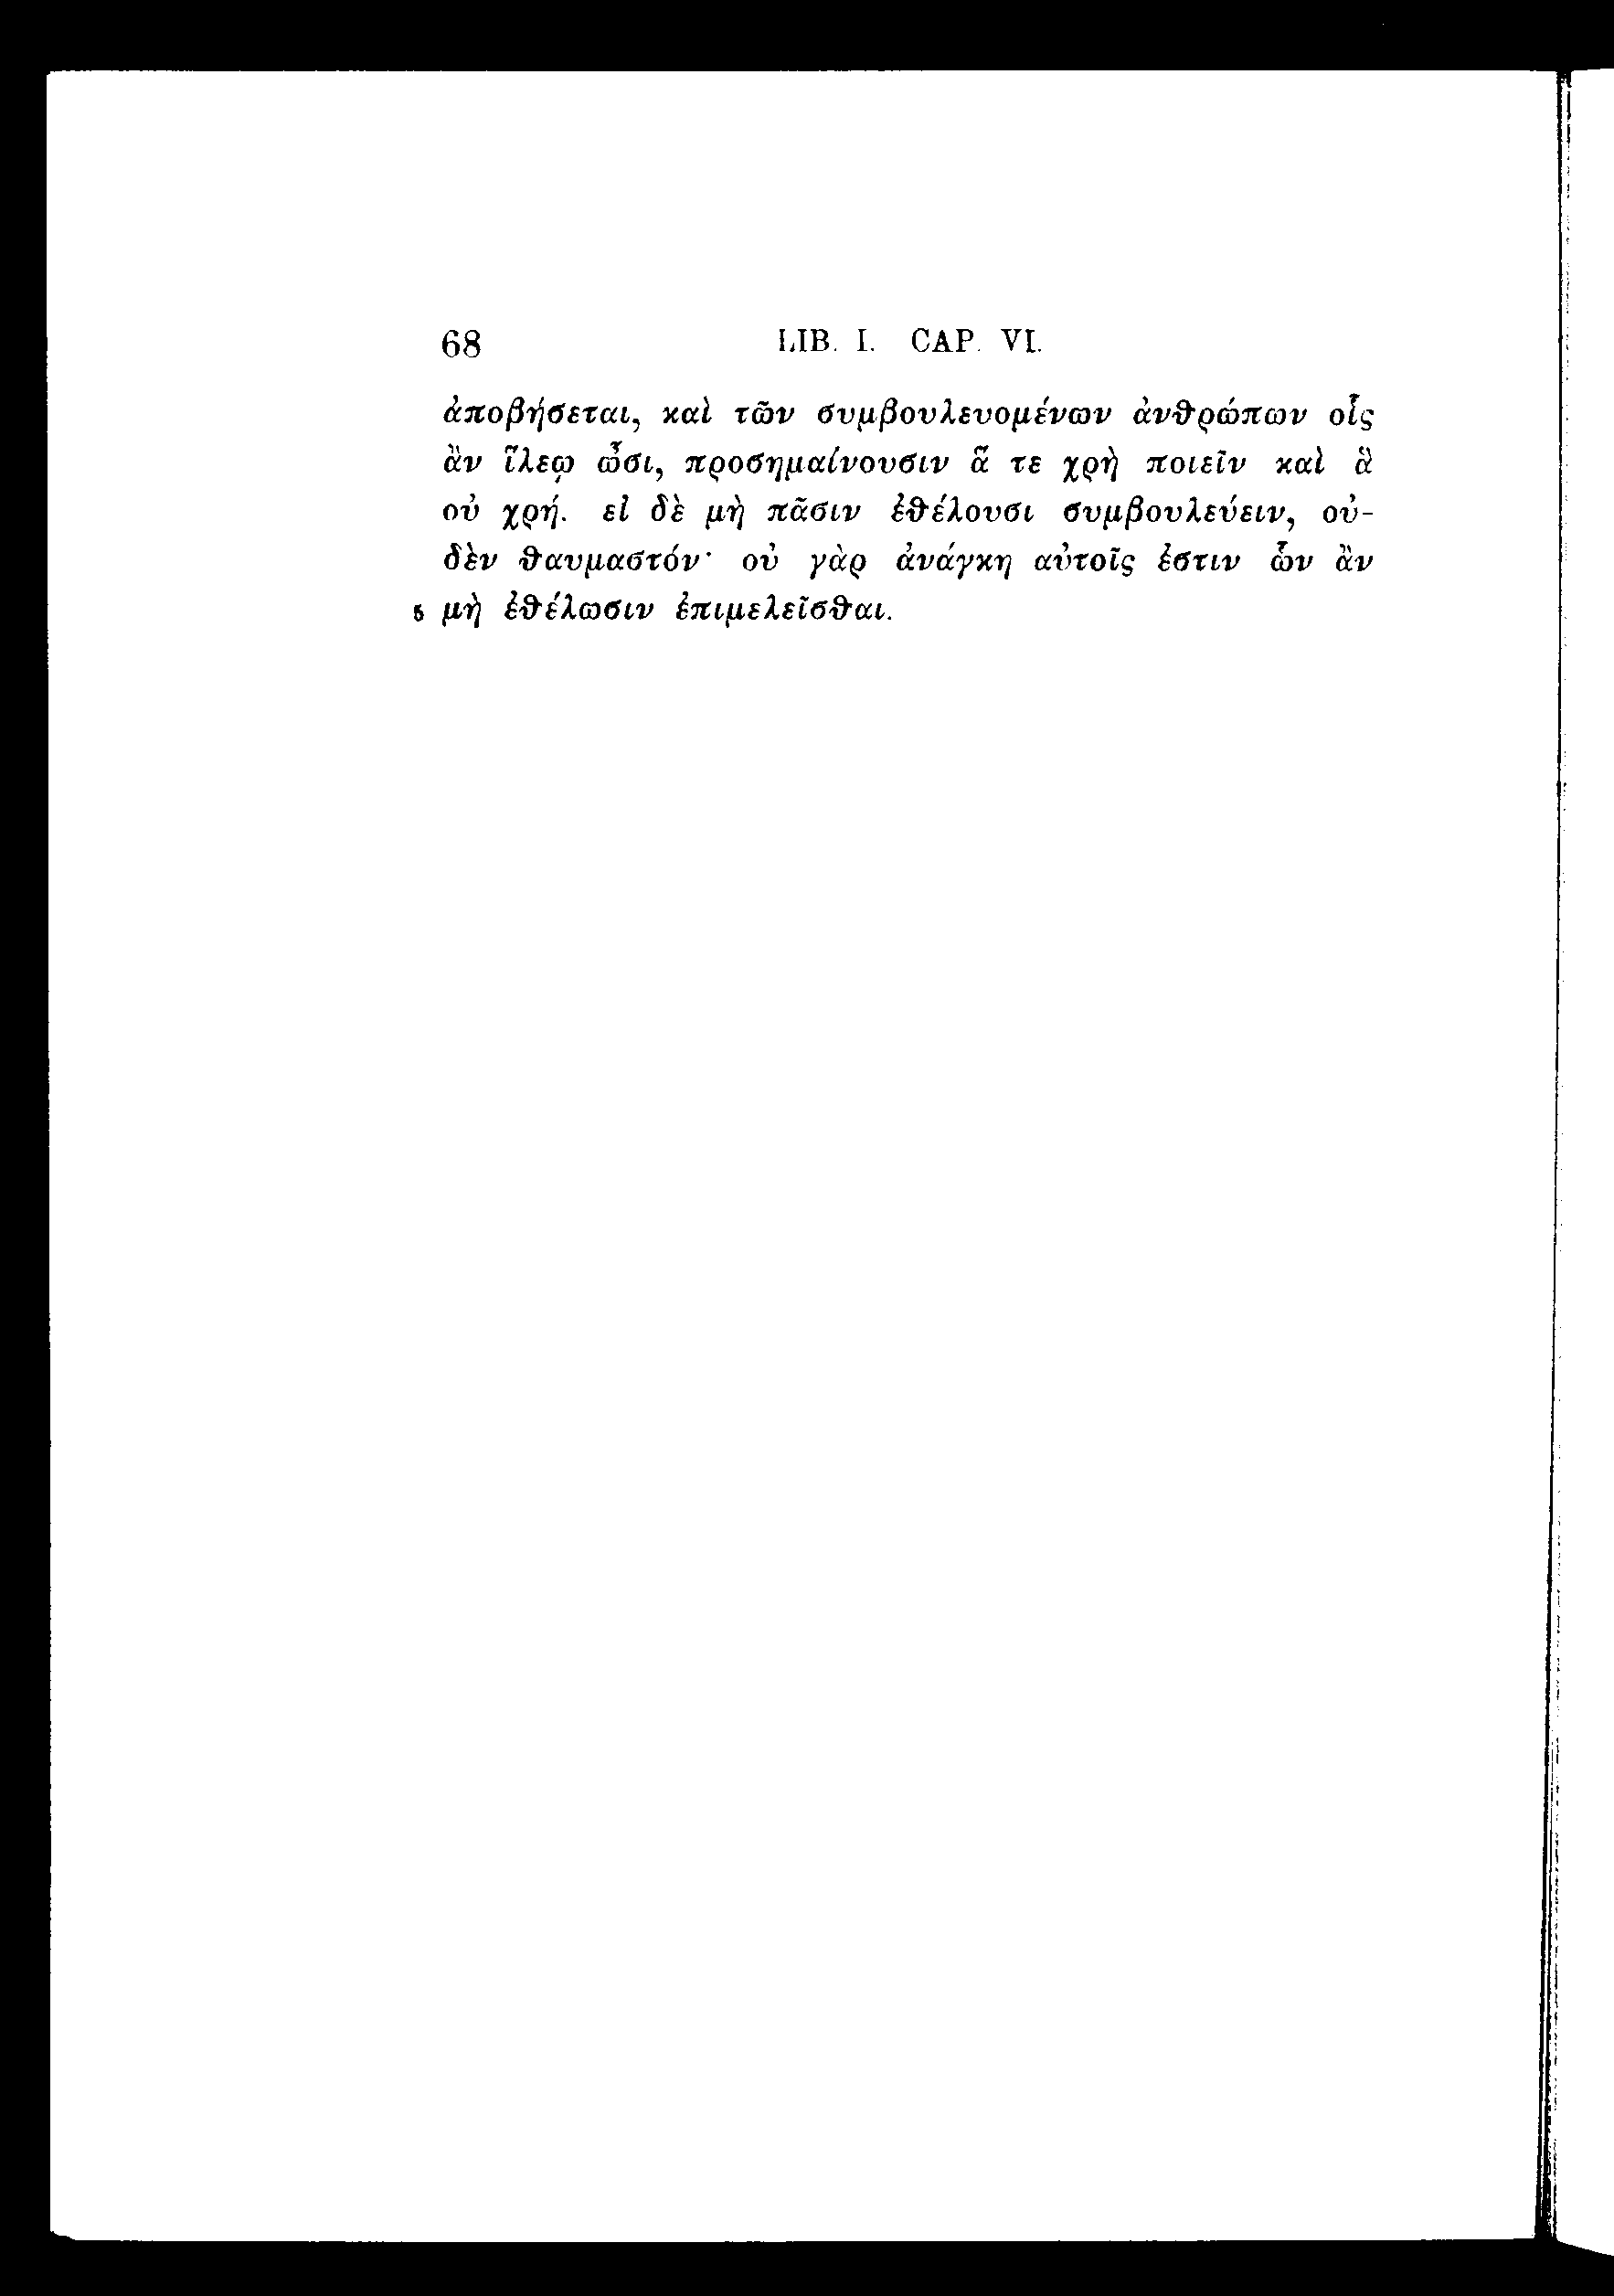 68 LIB. I. CAP. VI.
ἀποβήσεται, καὶ τῶν συμβουλευομένων ἀνθρώπων οἷς
ἂν ἵλεῳ ὦσι, προσημαίνουσιν ἅ τε χρὴ ποιεῖν καὶ ἃ
οὐ χρή. εἰ δὲ μὴ πᾶσιν ἐθέλουσι συμβουλεύειν, οὐ-
δὲν θαυμαστόν· οὐ γὰρ ἀνάγκη αὐτοῖς ἐστιν ὧν ἂν
5 μὴ ἐθέλωσιν ἐπιμελεῖσθαι.